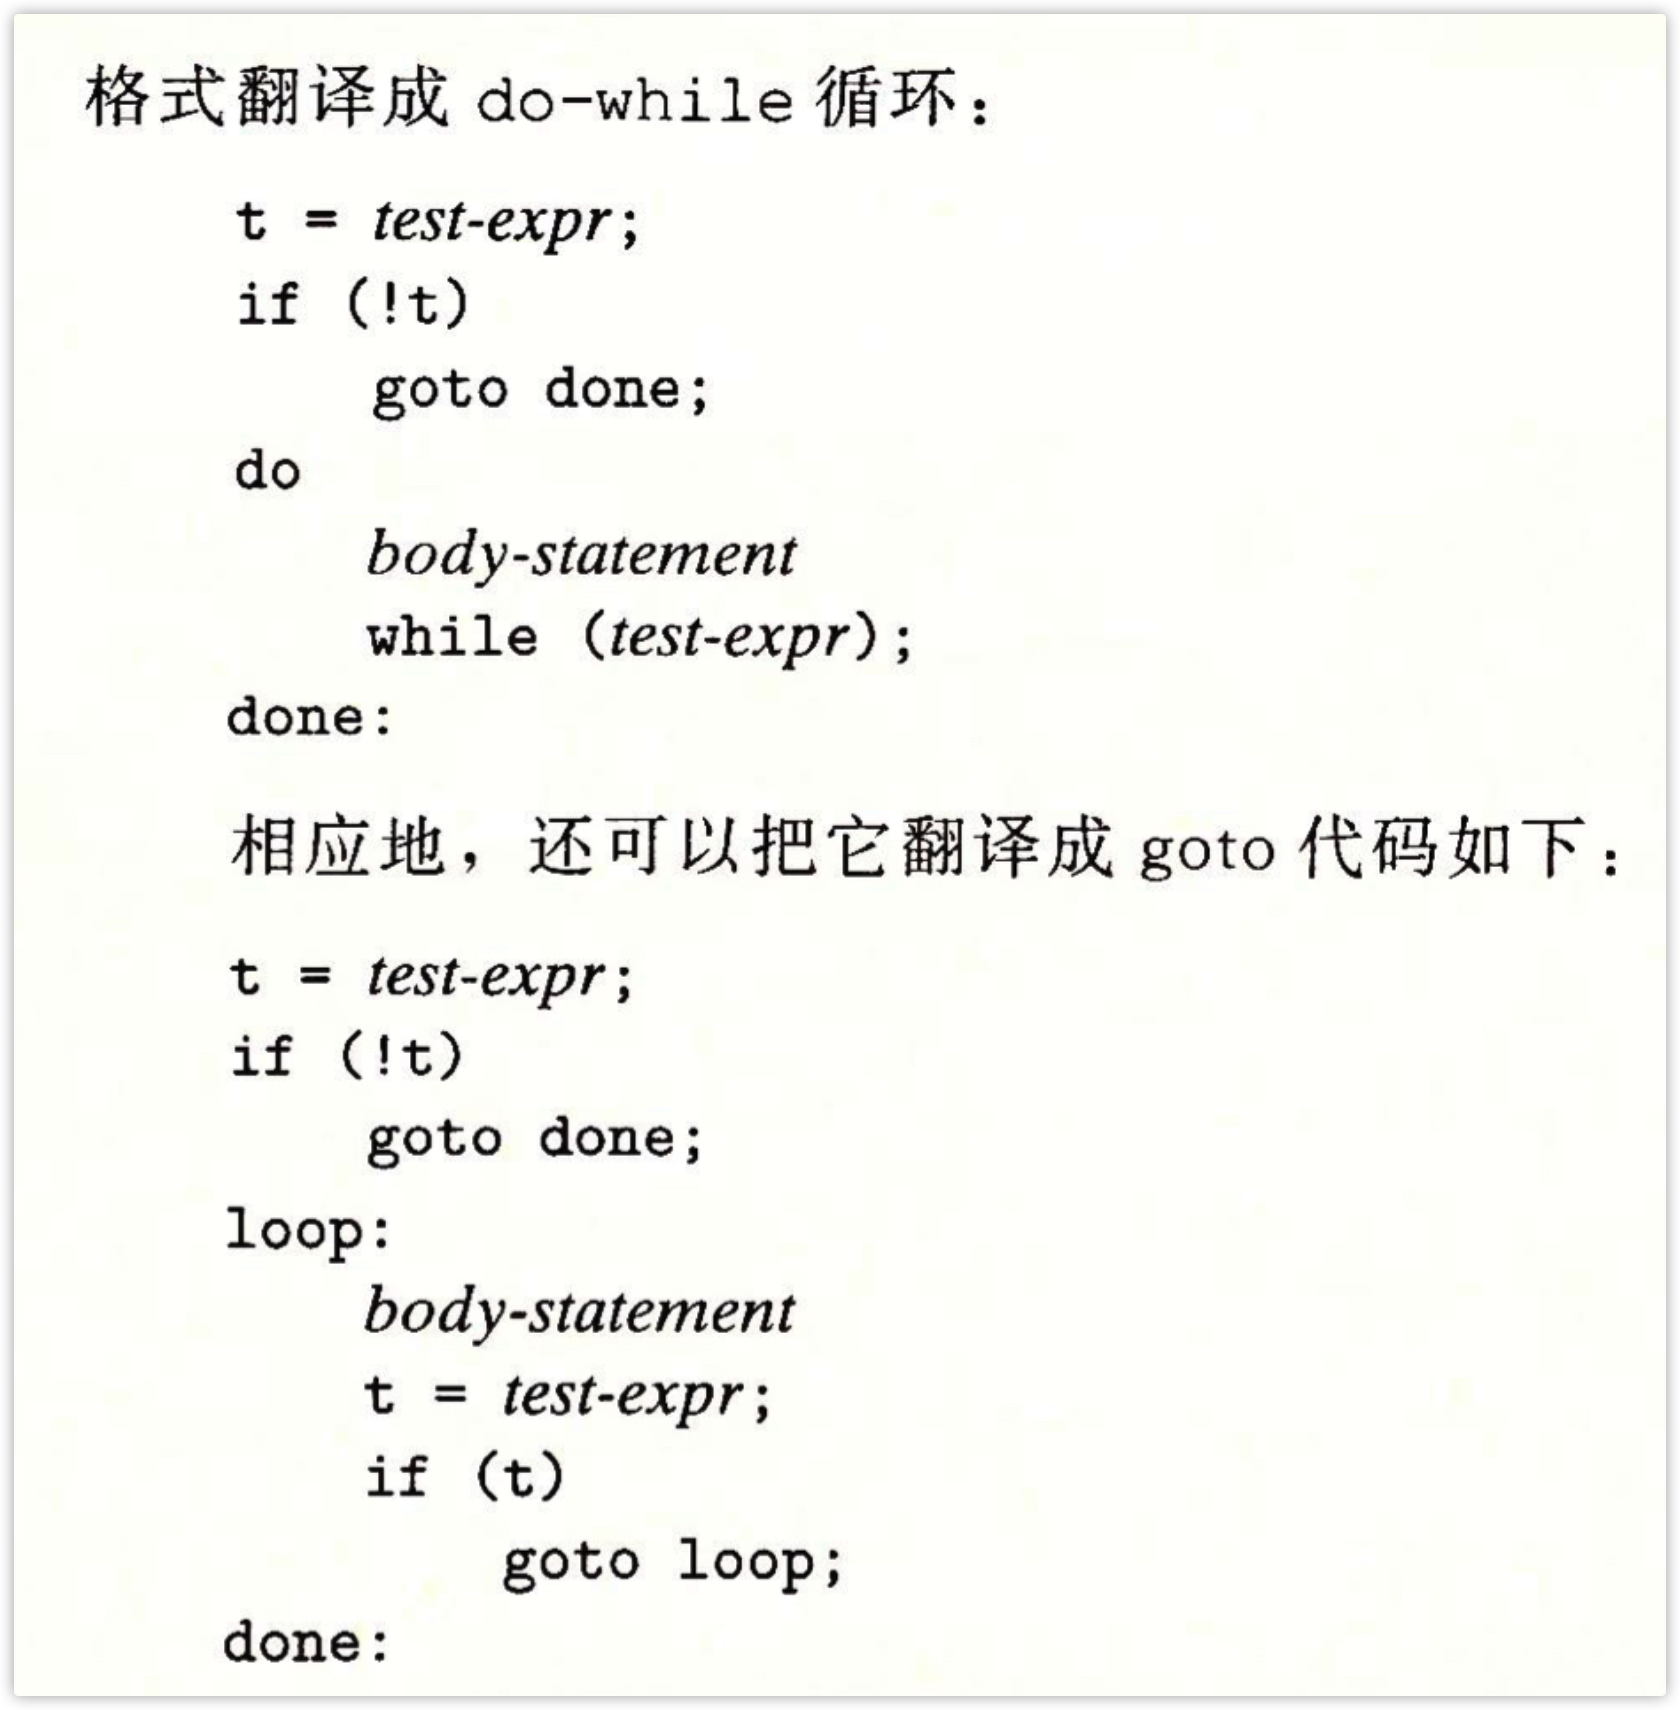 格式翻译成 do-while 循环：
t = test-expr;
if (!t)
goto done;
do
body-statement
while (test-expr);
done:
相应地，还可以把它翻译成 goto 代码如下：
t = test-expr;
if (!t)
goto done;
loop:
body-statement
t = test-expr;
if (t)
goto loop;
done: